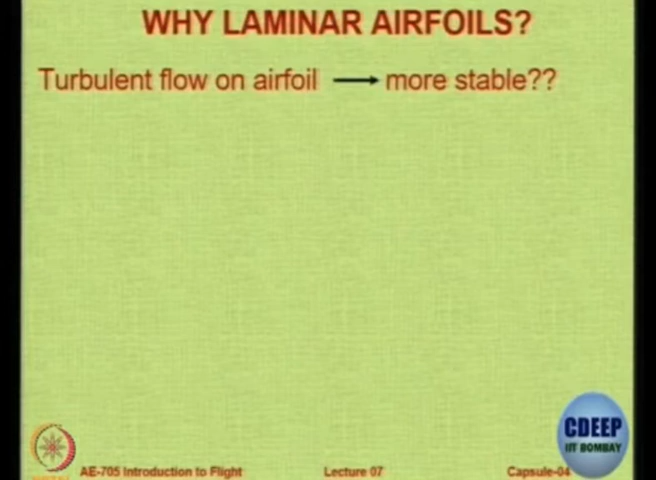 WHY LAMINAR AIRFOILS?
Turbulent flow on airfoil → more stable??
CDEEP
IIT BOMBAY
AE-705 Introduction to Flight
Lecture 07
Capsule-04